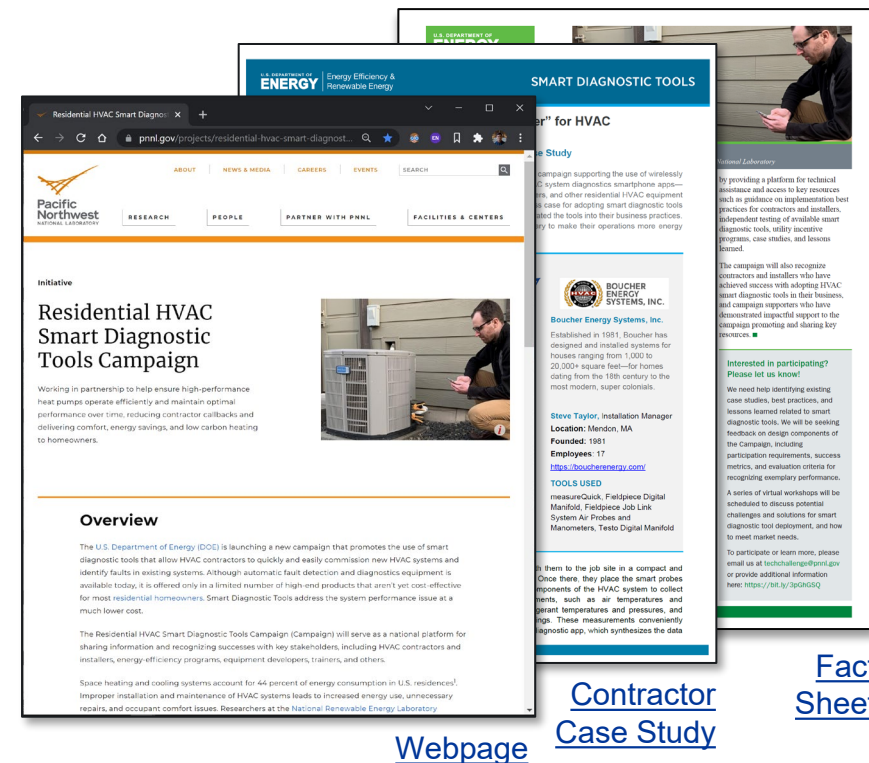 U.S. DEPARTMENT OF
ENERGY
U.S. DEPARTMENT OF
ENERGY
Energy Efficiency &
Renewable Energy
SMART DIAGNOSTIC TOOLS
Residential HVAC Smart Diagnos
pnnl.gov/projects/residential-hvac-smart-diagnost...
EN
ABOUT
NEWS & MEDIA
CAREERS
EVENTS
SEARCH
Pacific
Northwest
NATIONAL LABORATORY
RESEARCH
PEOPLE
PARTNER WITH PNNL
FACILITIES & CENTERS
Initiative
Residential HVAC
Smart Diagnostic
Tools Campaign
Working in partnership to help ensure high-performance
heat pumps operate efficiently and maintain optimal
performance over time, reducing contractor callbacks and
delivering comfort, energy savings, and low carbon heating
to homeowners.
Overview
The U.S. Department of Energy (DOE) is launching a new campaign that promotes the use of smart
diagnostic tools that allow HVAC contractors to quickly and easily commission new HVAC systems and
identify faults in existing systems. Although automatic fault detection and diagnostics equipment is
available today, it is offered only in a limited number of high-end products that aren't yet cost-effective
for most residential homeowners. Smart Diagnostic Tools address the system performance issue at a
much lower cost.
The Residential HVAC Smart Diagnostic Tools Campaign (Campaign) will serve as a national platform for
sharing information and recognizing successes with key stakeholders, including HVAC contractors and
installers, energy-efficiency programs, equipment developers, trainers, and others.
Space heating and cooling systems account for 44 percent of energy consumption in U.S. residences¹.
Improper installation and maintenance of HVAC systems leads to increased energy use, unnecessary
repairs, and occupant comfort issues. Researchers at the National Renewable Energy Laboratory
er" for HVAC
se Study
campaign supporting the use of wirelessly
C system diagnostics smartphone apps—
ers, and other residential HVAC equipment
s case for adopting smart diagnostic tools
ated the tools into their business practices.
ry to make their operations more energy
HVAC
BOUCHER
ENERGY
SYSTEMS, INC.
Boucher Energy Systems, Inc.
Established in 1981, Boucher has
designed and installed systems for
houses ranging from 1,000 to
20,000+ square feet—for homes
dating from the 18th century to the
most modern, super colonials.
Steve Taylor, Installation Manager
Location: Mendon, MA
Founded: 1981
Employees: 17
https://boucherenergy.com/
TOOLS USED
measureQuick, Fieldpiece Digital
Manifold, Fieldpiece Job Link
System Air Probes and
Manometers, Testo Digital Manifold
h them to the job site in a compact and
Once there, they place the smart probes
mponents of the HVAC system to collect
ments, such as air temperatures and
gerant temperatures and pressures, and
ngs. These measurements conveniently
diagnostic app, which synthesizes the data
National Laboratory
by providing a platform for technical
assistance and access to key resources
such as guidance on implementation best
practices for contractors and installers,
independent testing of available smart
diagnostic tools, utility incentive
programs, case studies, and lessons
learned.
The campaign will also recognize
contractors and installers who have
achieved success with adopting HVAC
smart diagnostic tools in their business,
and campaign supporters who have
demonstrated impactful support to the
campaign promoting and sharing key
resources.
Interested in participating?
Please let us know!
We need help identifying existing
case studies, best practices, and
lessons learned related to smart
diagnostic tools. We will be seeking
feedback on design components of
the Campaign, including
participation requirements, success
metrics, and evaluation criteria for
recognizing exemplary performance.
A series of virtual workshops will be
scheduled to discuss potential
challenges and solutions for smart
diagnostic tool deployment, and how
to meet market needs.
To participate or learn more, please
email us at techchallenge@pnnl.gov
or provide additional information
here: https://bit.ly/3pGhGSQ
Webpage
Contractor
Case Study
Fact
Sheet